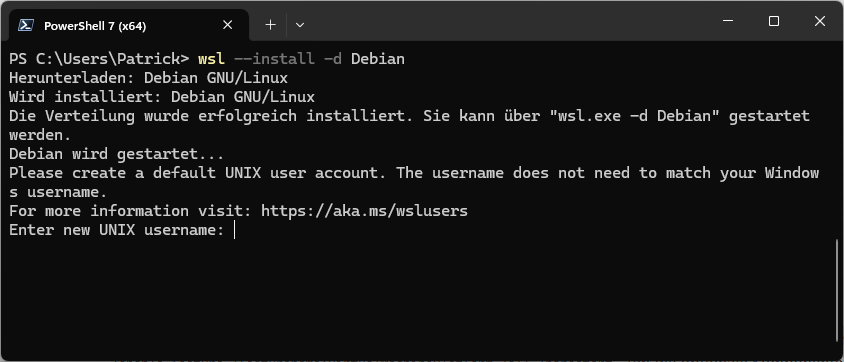 PowerShell 7 (x64)
PS C:\Users\Patrick> wsl --install -d Debian
Herunterladen: Debian GNU/Linux
Wird installiert: Debian GNU/Linux
Die Verteilung wurde erfolgreich installiert. Sie kann über "wsl.exe -d Debian" gestartet
werden.
Debian wird gestartet...
Please create a default UNIX user account. The username does not need to match your Window
s username.
For more information visit: https://aka.ms/wslusers
Enter new UNIX username: